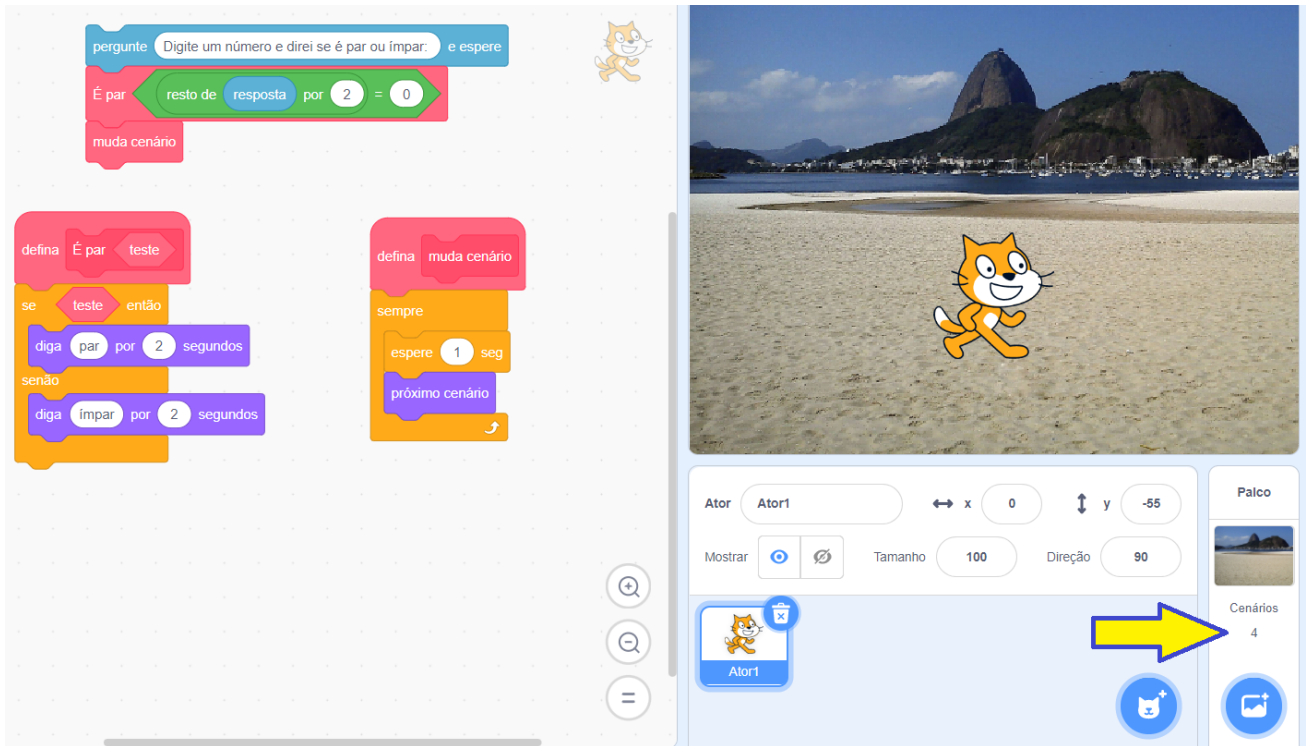 pergunte Digite um número e direi se é par ou ímpar: e espere
É par resto de resposta por 2 = 0
muda cenário
defina É par teste
se teste então
diga par por 2 segundos
senão
diga ímpar por 2 segundos
defina muda cenário
sempre
espere 1 seg
próximo cenário
Ator Ator1 x 0 y -55
Mostrar Tamanho 100 Direção 90
Ator1
Palco
Cenários
4